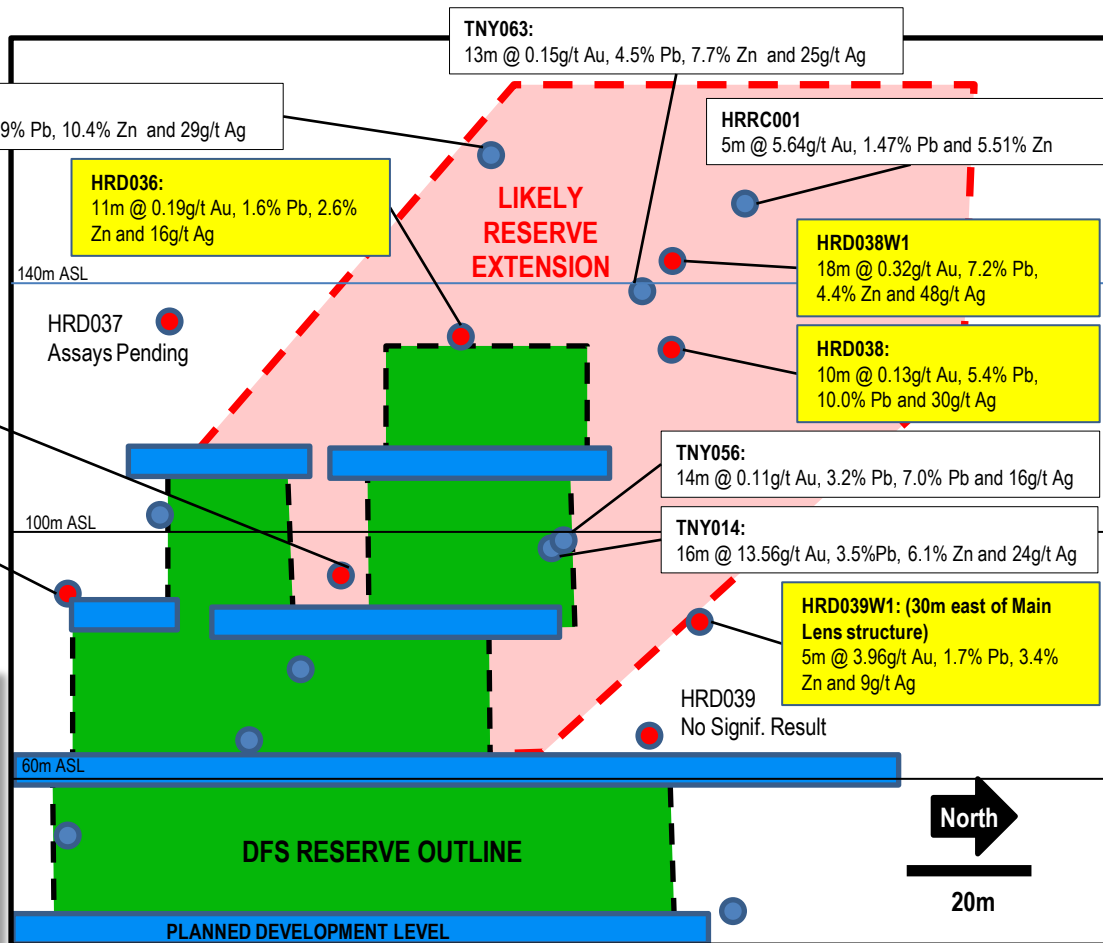 TNY063:
13m @ 0.15g/t Au, 4.5% Pb, 7.7% Zn and 25g/t Ag
9% Pb, 10.4% Zn and 29g/t Ag
HRRC001
5m @ 5.64g/t Au, 1.47% Pb and 5.51% Zn
HRD036:
11m @ 0.19g/t Au, 1.6% Pb, 2.6%
Zn and 16g/t Ag
LIKELY
RESERVE
EXTENSION
HRD038W1
18m @ 0.32g/t Au, 7.2% Pb,
4.4% Zn and 48g/t Ag
140m ASL
HRD037
Assays Pending
HRD038:
10m @ 0.13g/t Au, 5.4% Pb,
10.0% Pb and 30g/t Ag
TNY056:
14m @ 0.11g/t Au, 3.2% Pb, 7.0% Pb and 16g/t Ag
100m ASL
TNY014:
16m @ 13.56g/t Au, 3.5%Pb, 6.1% Zn and 24g/t Ag
HRD039W1: (30m east of Main
Lens structure)
5m @ 3.96g/t Au, 1.7% Pb, 3.4%
Zn and 9g/t Ag
HRD039
No Signif. Result
60m ASL
North
DFS RESERVE OUTLINE
20m
PLANNED DEVELOPMENT LEVEL